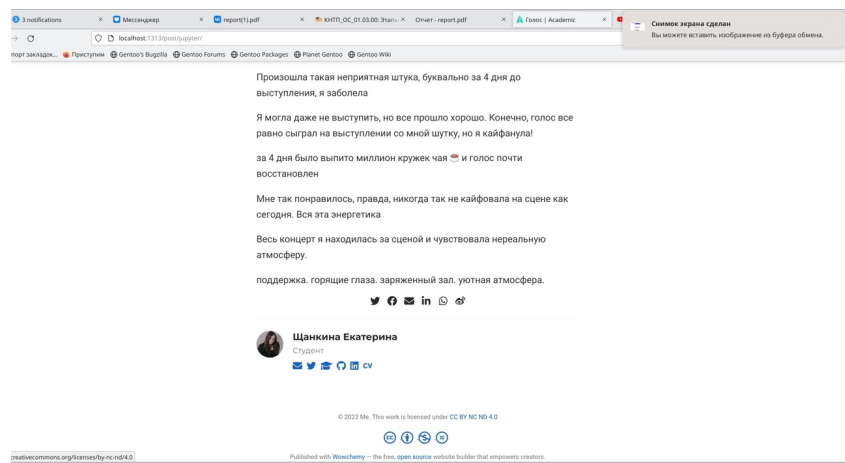 3 notifications
Мессенджер
report(1).pdf
КНТП_ОС_01.03.00: Этапы
Отчет - report.pdf
Голос | Academic
Снимок экрана сделан
Вы можете вставить изображение из буфера обмена.
localhost:1313/post/jupyter/
порт закладок...
Приступим
Gentoo's Bugzilla
Gentoo Forums
Gentoo Packages
Planet Gentoo
Gentoo Wiki
Произошла такая неприятная штука, буквально за 4 дня до
выступления, я заболела
Я могла даже не выступить, но все прошло хорошо. Конечно, голос все
равно сыграл на выступлении со мной шутку, но я кайфанула!
за 4 дня было выпито миллион кружек чая ☕ и голос почти
восстановлен
Мне так понравилось, правда, никогда так не кайфовала на сцене как
сегодня. Вся эта энергетика
Весь концерт я находилась за сценой и чувствовала нереальную
атмосферу.
поддержка. горящие глаза. заряженный зал. уютная атмосфера.
Щанкина Екатерина
Студент
CV
© 2023 Me. This work is licensed under CC BY NC ND 4.0
Published with Wowchemy — the free, open source website builder that empowers creators.
creativecommons.org/licenses/by-nc-nd/4.0